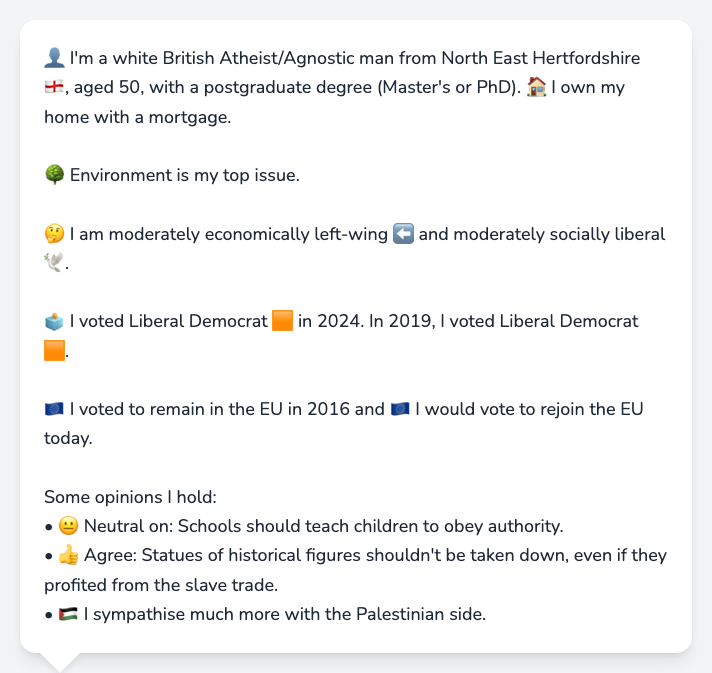 👤 I'm a white British Atheist/Agnostic man from North East Hertfordshire
🏴󠁧󠁢󠁥󠁮󠁧󠁿, aged 50, with a postgraduate degree (Master's or PhD). 🏠 I own my
home with a mortgage.
🌳 Environment is my top issue.
🤔 I am moderately economically left-wing ⬅️ and moderately socially liberal
🕊️.
🗳️ I voted Liberal Democrat 🟧 in 2024. In 2019, I voted Liberal Democrat
🟧.
🇪🇺 I voted to remain in the EU in 2016 and 🇪🇺 I would vote to rejoin the EU
today.
Some opinions I hold:
• 😐 Neutral on: Schools should teach children to obey authority.
• 👍 Agree: Statues of historical figures shouldn't be taken down, even if they
profited from the slave trade.
• 🇵🇸 I sympathise much more with the Palestinian side.